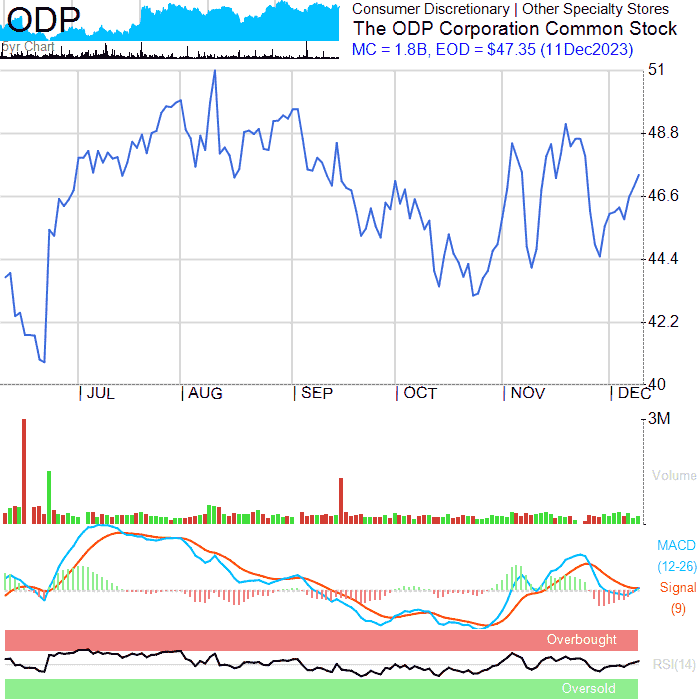 ODP
Consumer Discretionary | Other Specialty Stores
The ODP Corporation Common Stock
MC = 1.8B, EOD = $47.35 (11Dec2023)
5yr Chart
51
48.8
46.6
44.4
42.2
40
JUL
AUG
SEP
OCT
NOV
DEC
3M
Volume
MACD
(12-26)
Signal
(9)
Overbought
RSI(14)
Oversold